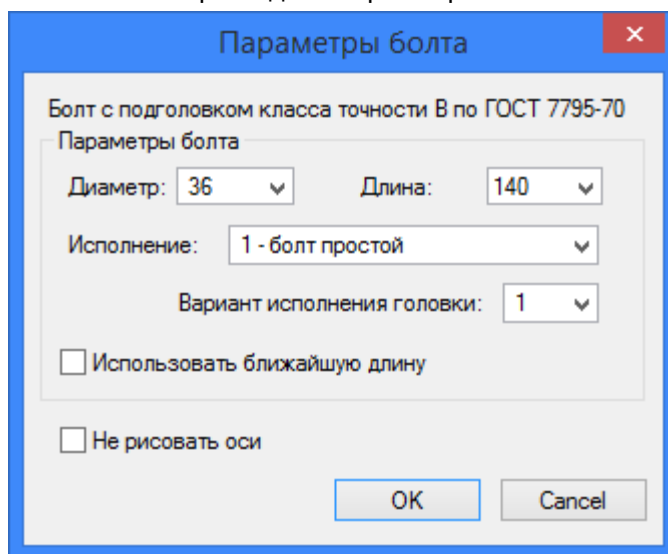 Параметры болта
Болт с подголовком класса точности В по ГОСТ 7795-70
Параметры болта
Диаметр: 36 Длина: 140
Исполнение: 1 - болт простой
Вариант исполнения головки: 1
Использовать ближайшую длину
Не рисовать оси
OK Cancel